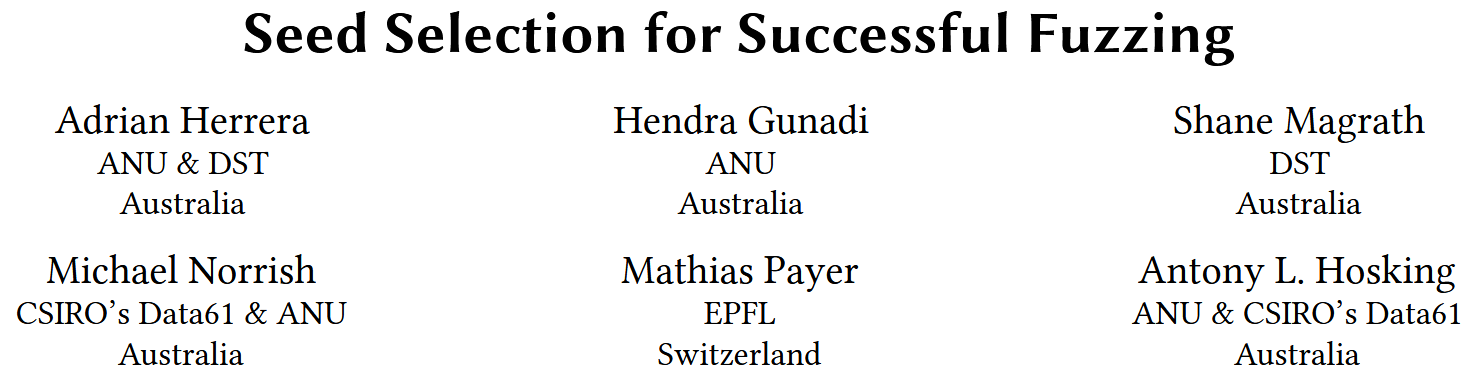 Seed Selection for Successful Fuzzing
Adrian Herrera
ANU & DST
Australia
Hendra Gunadi
ANU
Australia
Shane Magrath
DST
Australia
Michael Norrish
CSIRO’s Data61 & ANU
Australia
Mathias Payer
EPFL
Switzerland
Antony L. Hosking
ANU & CSIRO’s Data61
Australia